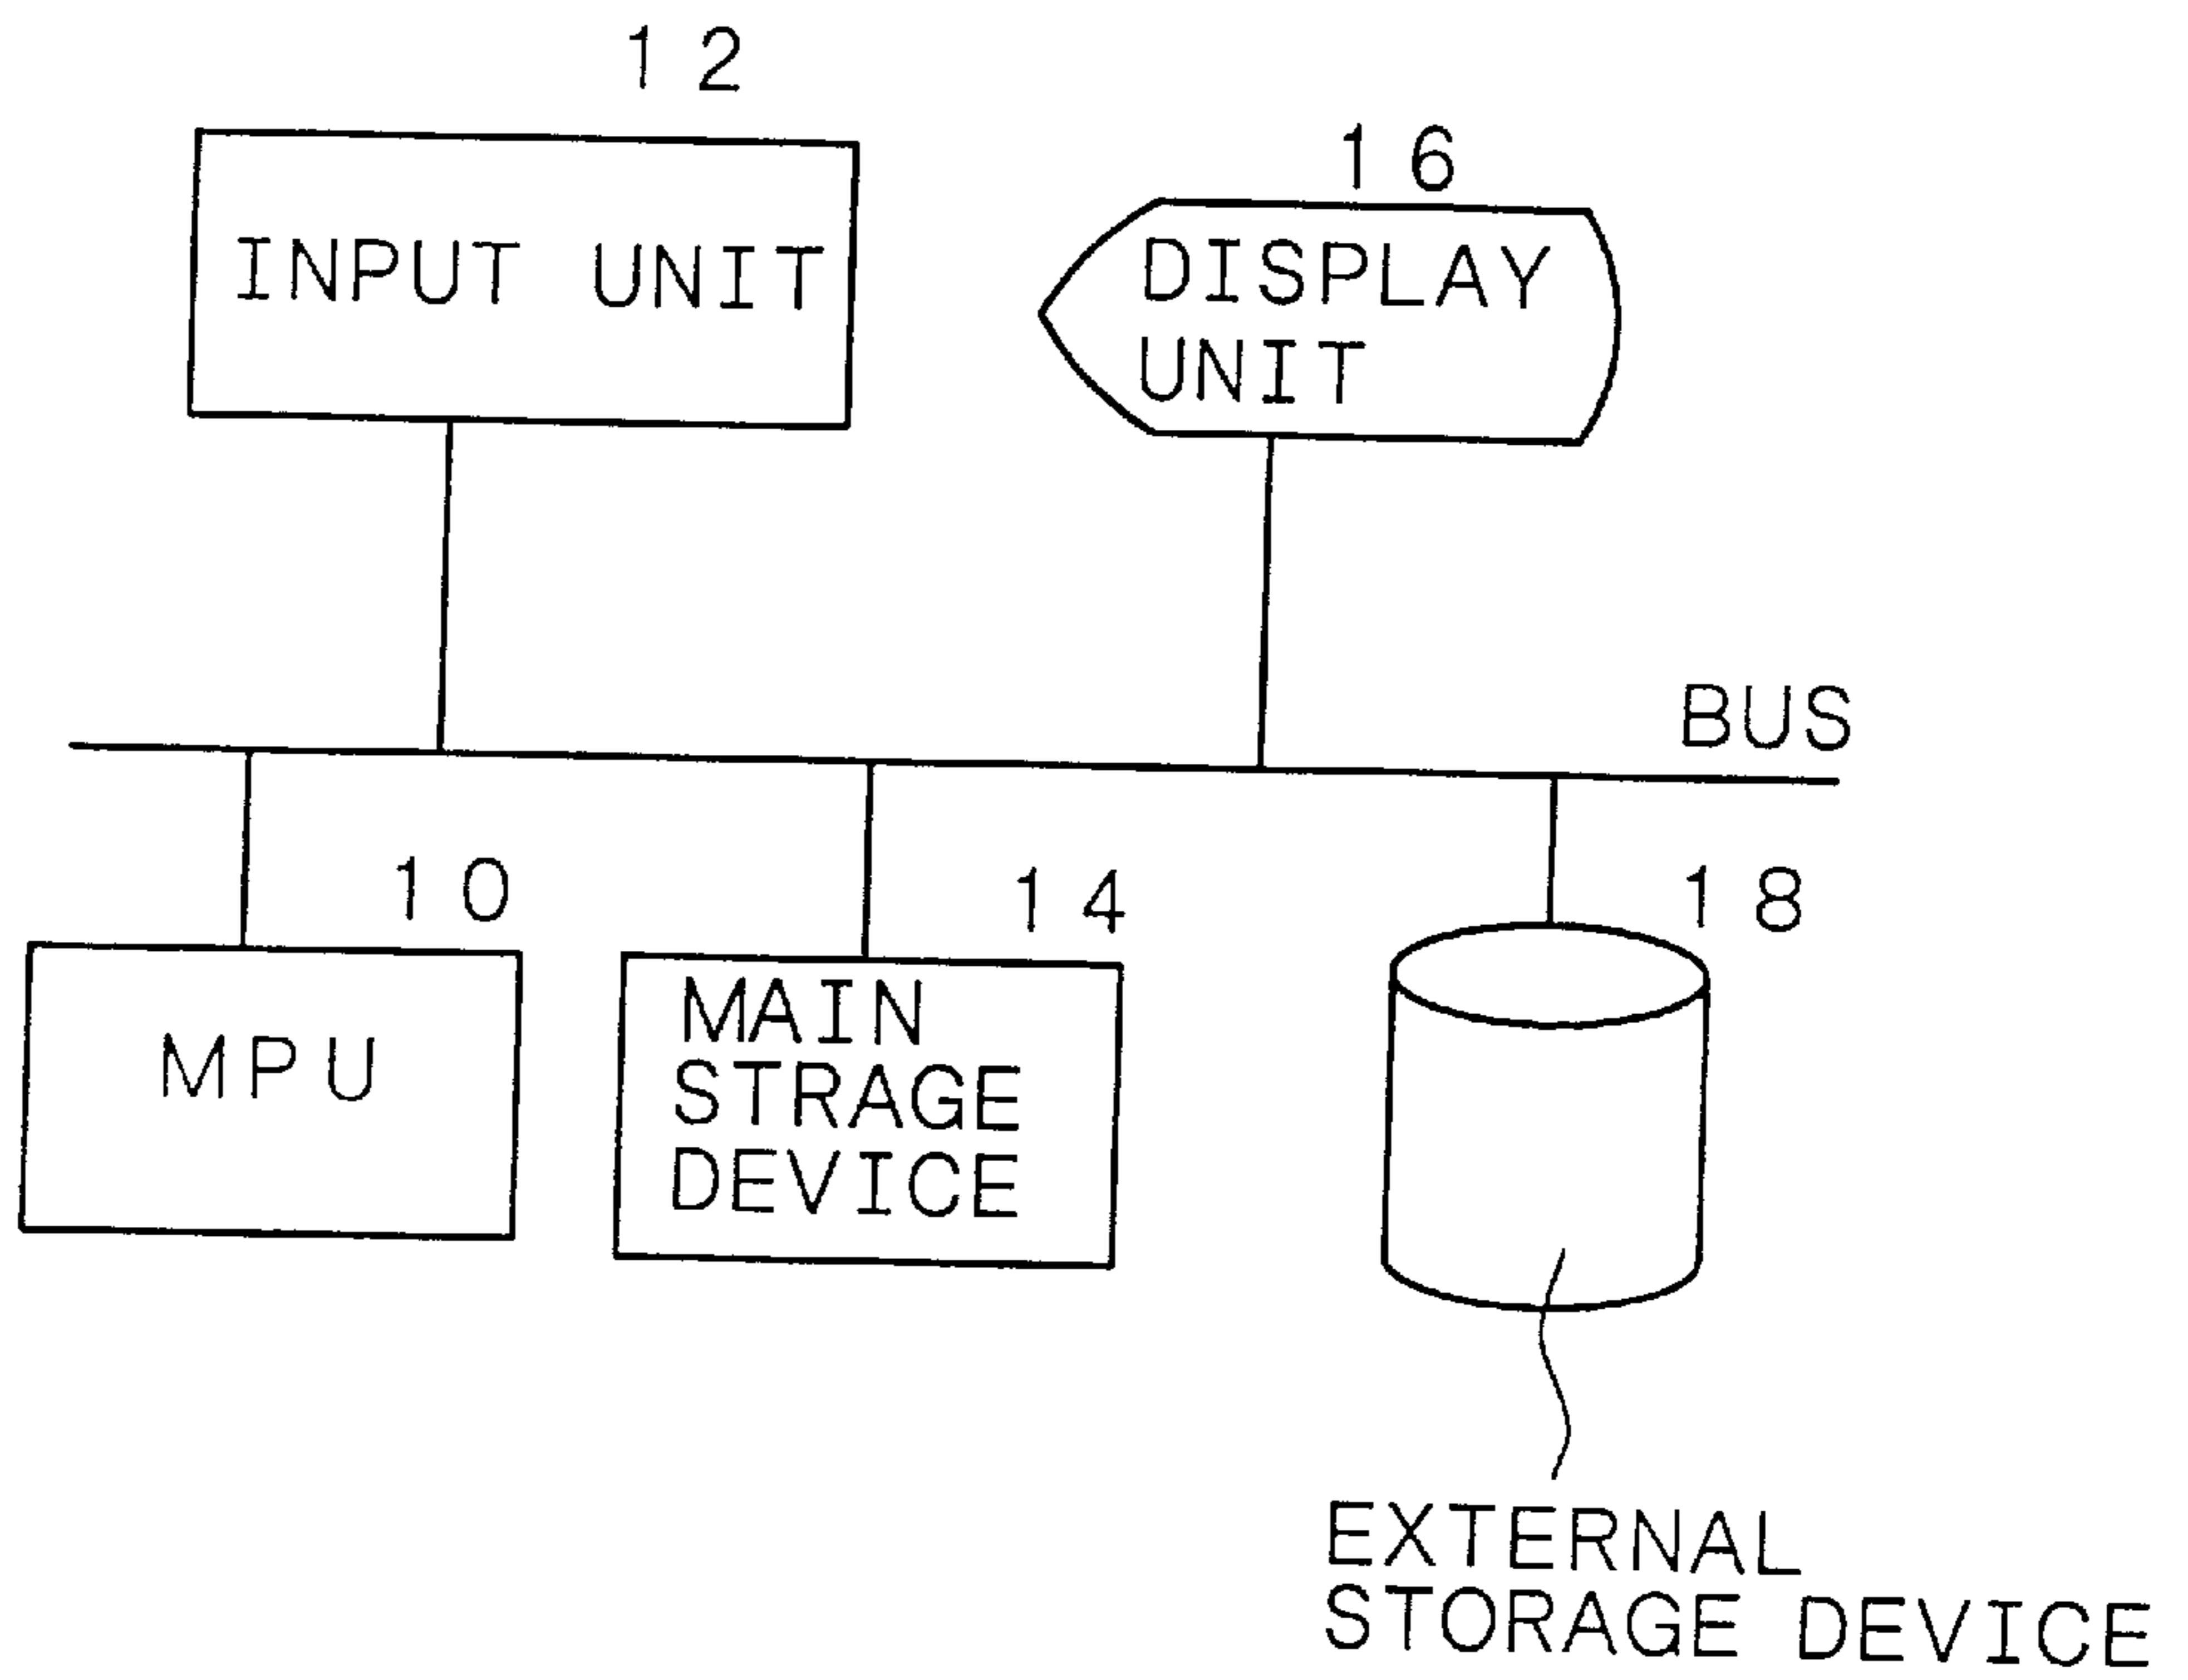 12
INPUT UNIT
16
DISPLAY
UNIT
BUS
10
MPU
14
MAIN
STRAGE
DEVICE
18
EXTERNAL
STORAGE DEVICE